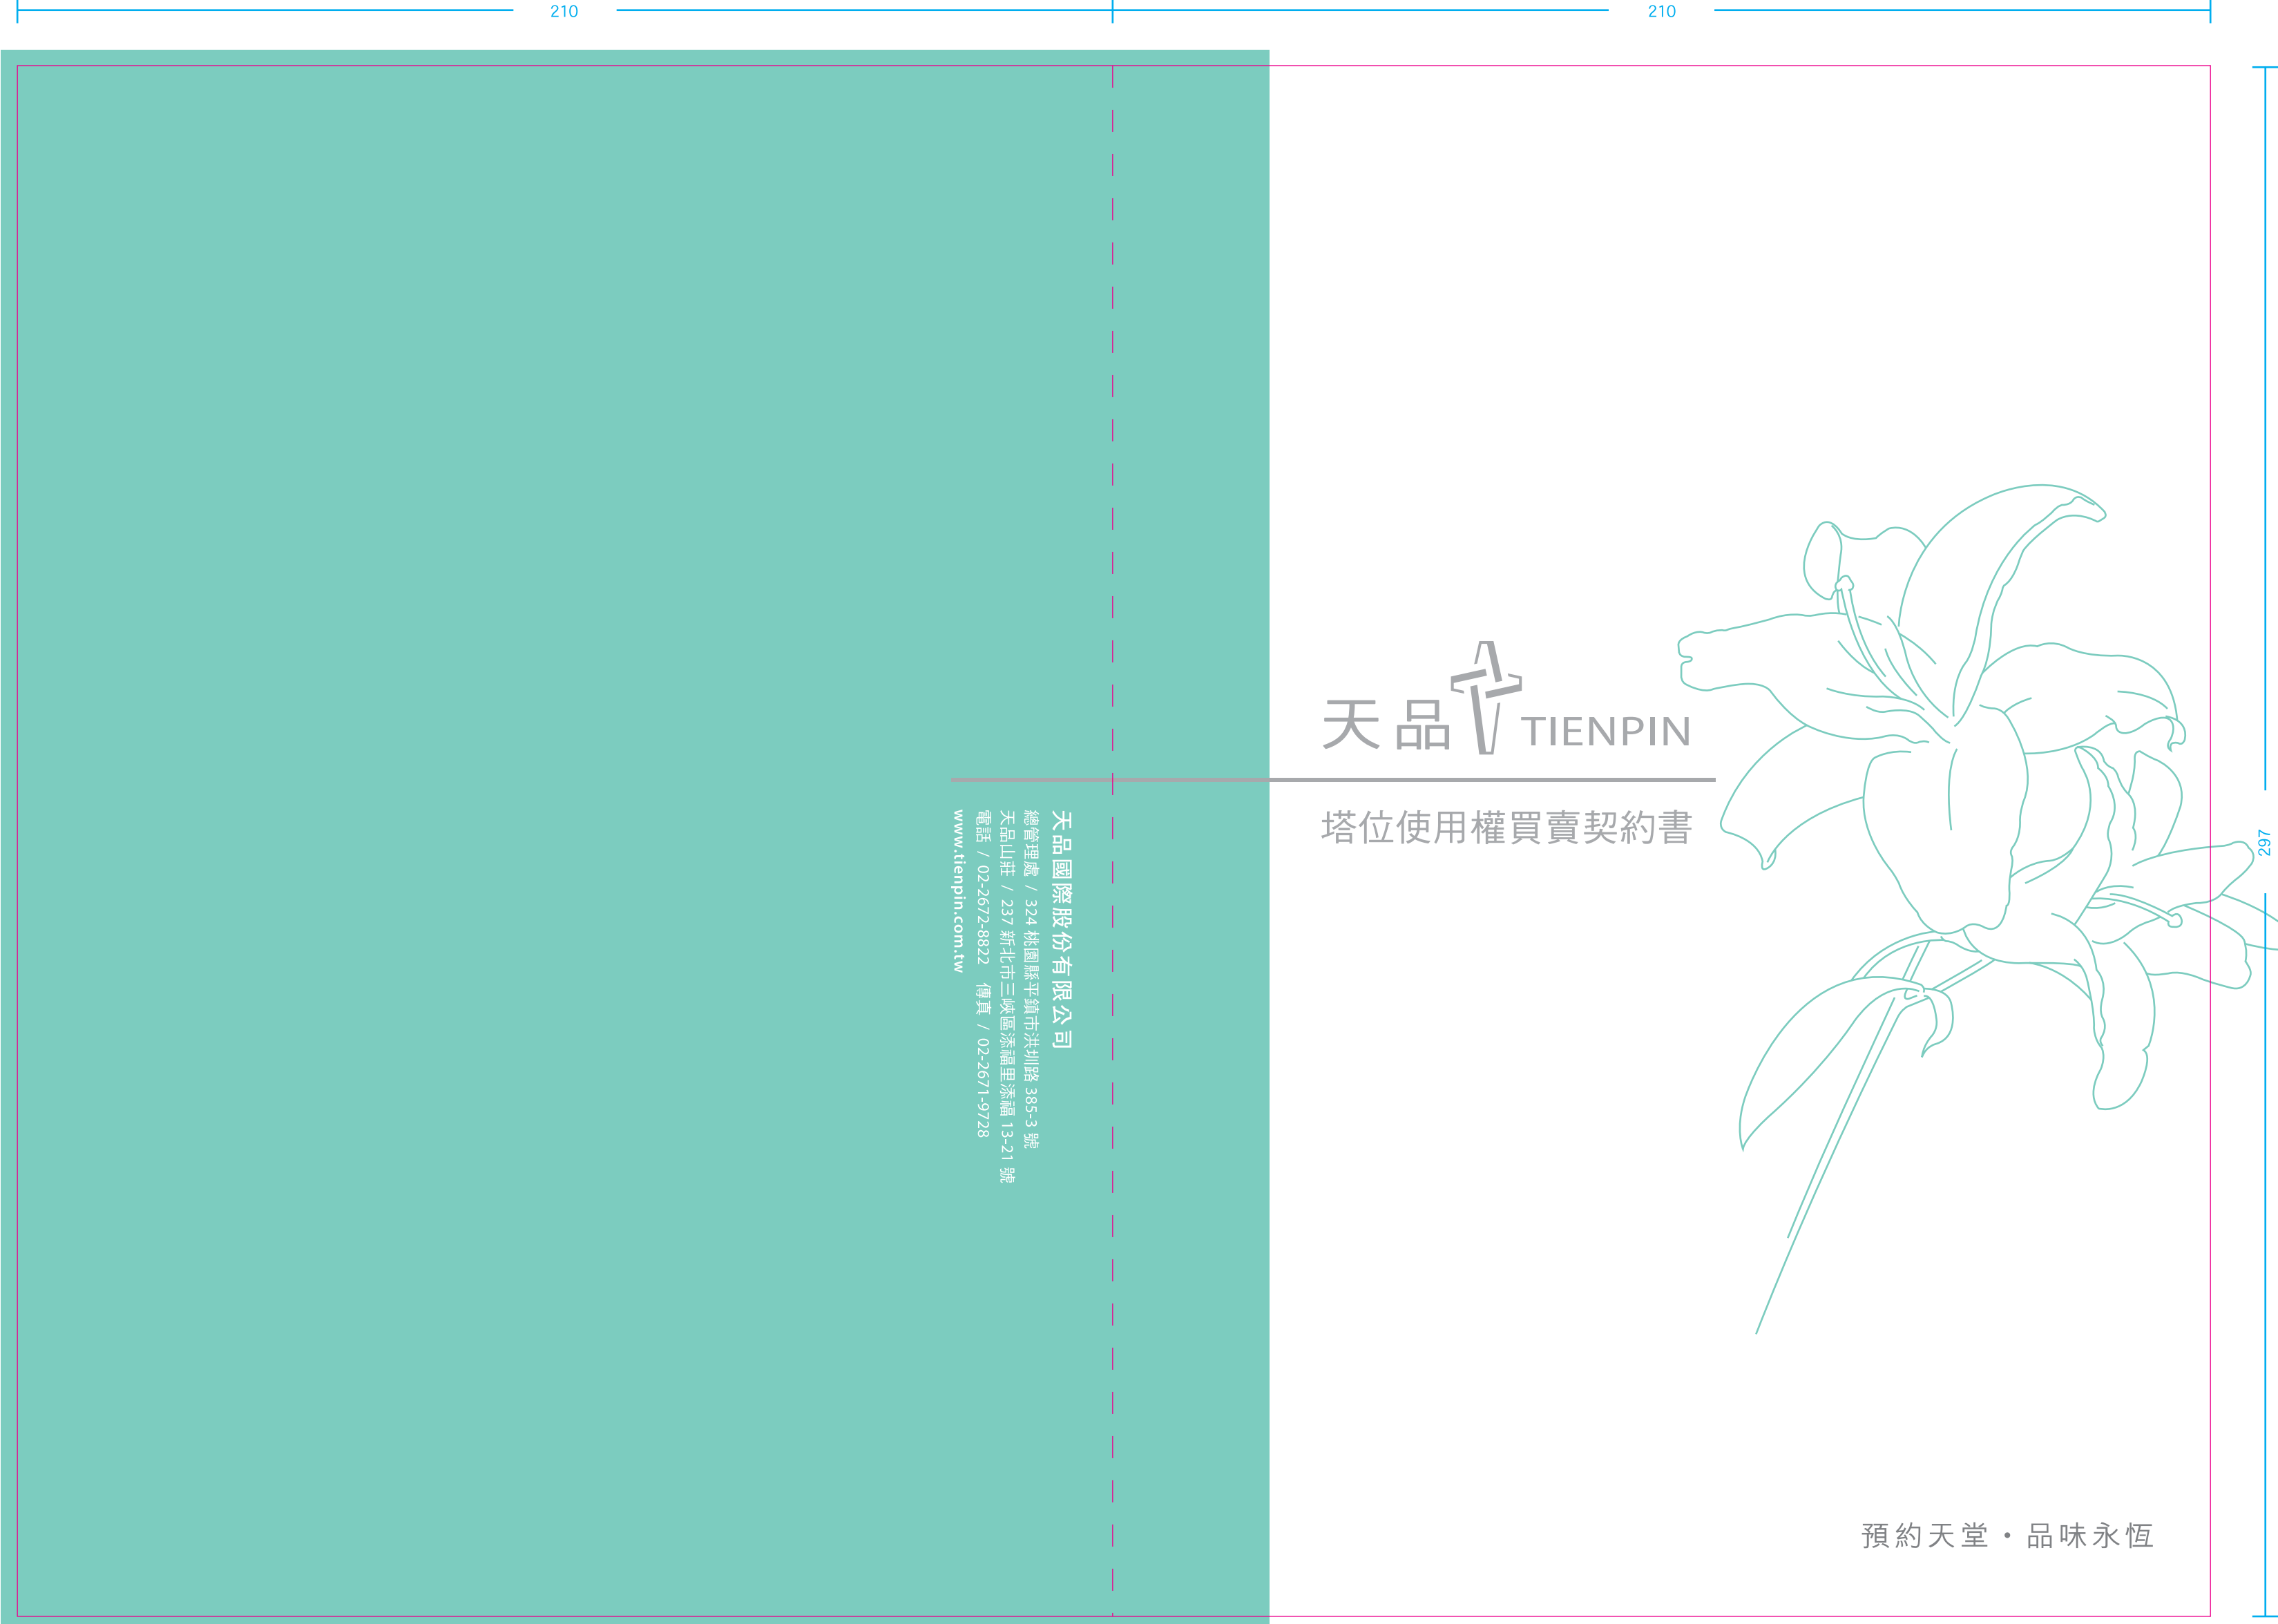 210
210
天品 TIENPIN
塔位使用權買賣契約書
天品國際股份有限公司
總管理處 / 324 桃園縣平鎮市洪圳路 385-3 號
天品山莊 / 237 新北市三峽區添福里添福 13-21 號
電話 / 02-2672-8822 傳真 / 02-2671-9728
www.tienpin.com.tw
297
預約天堂・品味永恆